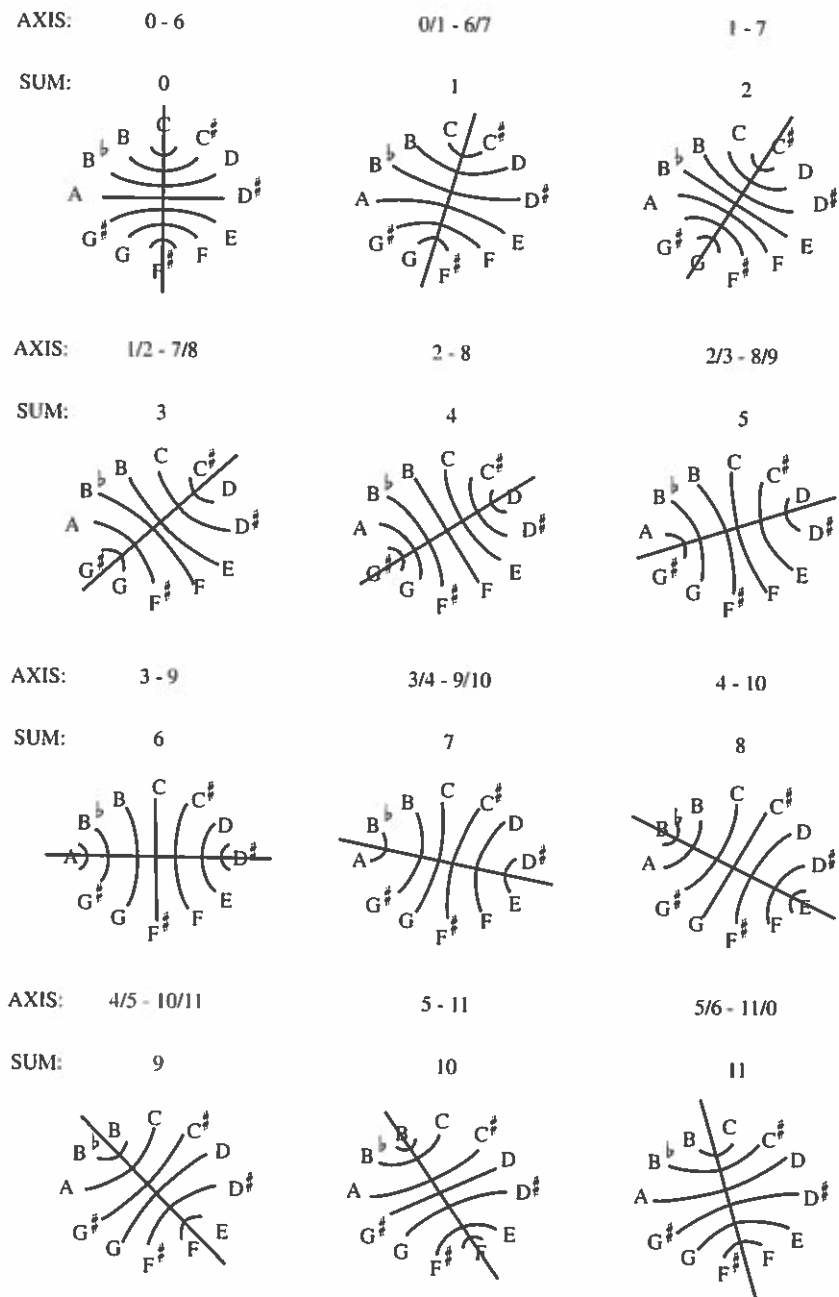 AXIS: 0 - 6 0/1 - 6/7 1 - 7
SUM: 0 1 2
C C# D D# E F F# G G# A B♭ B
C C# D D# E F F# G G# A B♭ B
C C# D D# E F F# G G# A B♭ B
AXIS: 1/2 - 7/8 2 - 8 2/3 - 8/9
SUM: 3 4 5
C C# D D# E F F# G G# A B♭ B
C C# D D# E F F# G G# A B♭ B
C C# D D# E F F# G G# A B♭ B
AXIS: 3 - 9 3/4 - 9/10 4 - 10
SUM: 6 7 8
C C# D D# E F F# G G# A B♭ B
C C# D D# E F F# G G# A B♭ B
C C# D D# E F F# G G# A B♭ B
AXIS: 4/5 - 10/11 5 - 11 5/6 - 11/0
SUM: 9 10 11
C C# D D# E F F# G G# A B♭ B
C C# D D# E F F# G G# A B♭ B
C C# D D# E F F# G G# A B♭ B